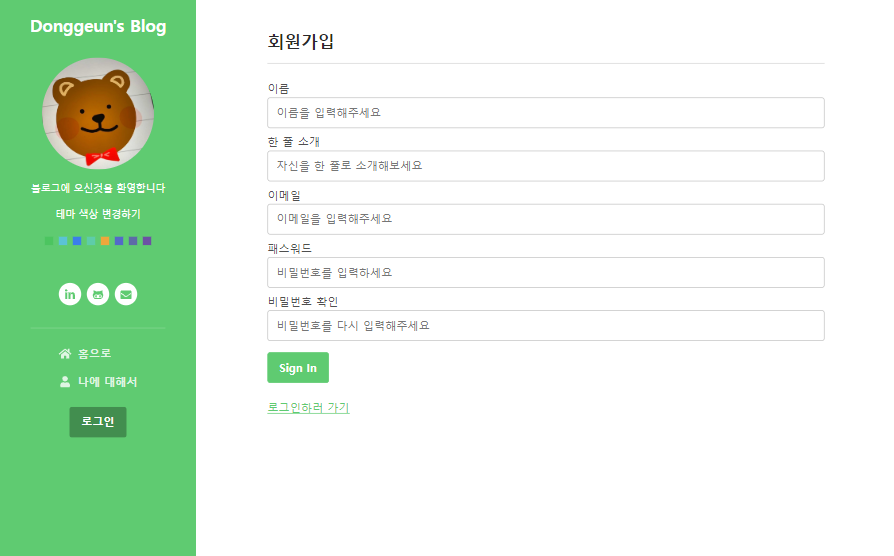 Donggeun's Blog
블로그에 오신것을 환영합니다
테마 색상 변경하기
홈으로
나에 대해서
로그인
회원가입
이름
이름을 입력해주세요
한 줄 소개
자신을 한 줄로 소개해보세요
이메일
이메일을 입력해주세요
패스워드
비밀번호를 입력하세요
비밀번호 확인
비밀번호를 다시 입력해주세요
Sign In
로그인하러 가기